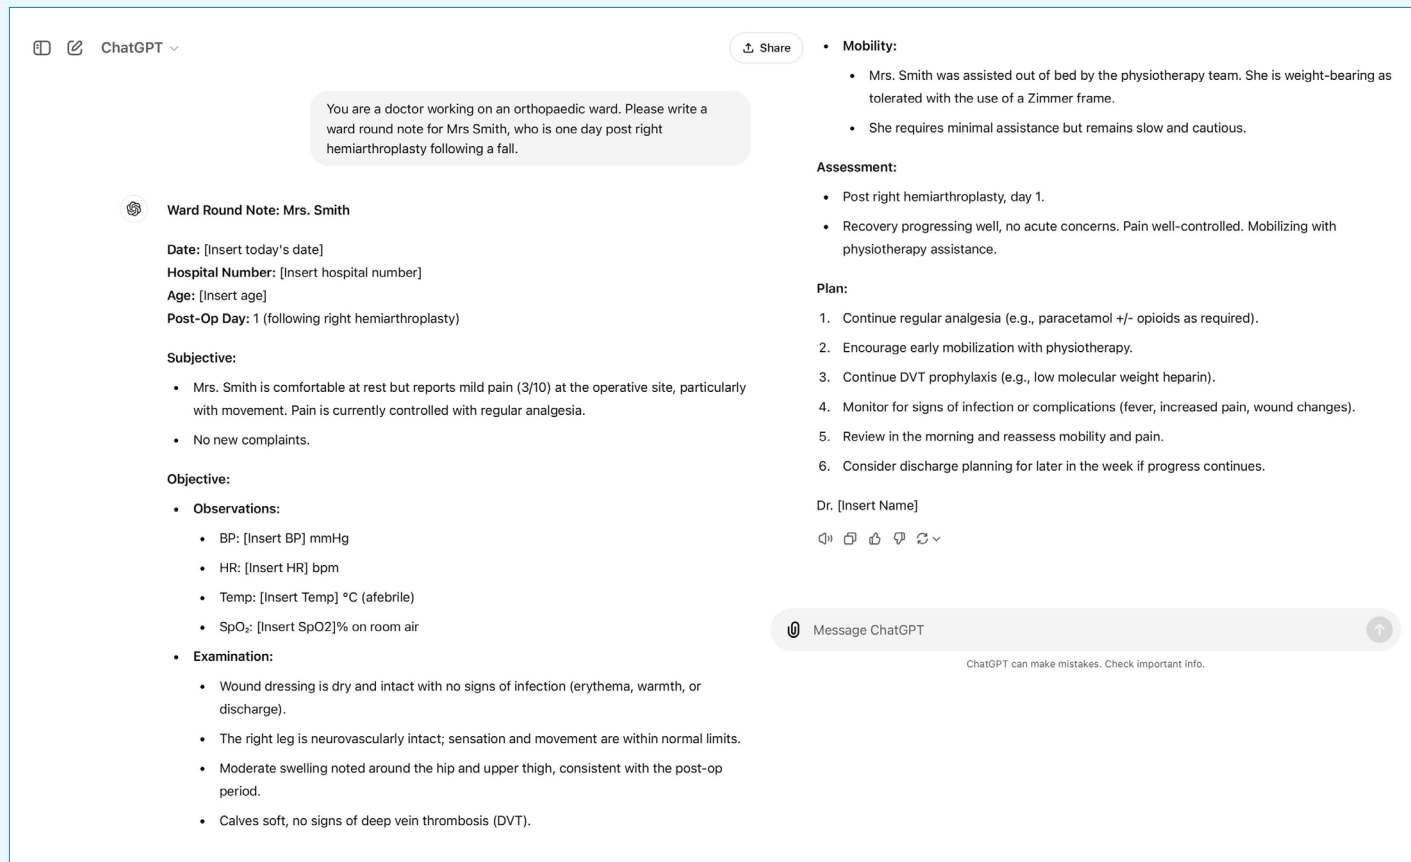 ChatGPT
Share
You are a doctor working on an orthopaedic ward. Please write a
ward round note for Mrs Smith, who is one day post right
hemiarthroplasty following a fall.
Ward Round Note: Mrs. Smith
Date: [Insert today's date]
Hospital Number: [Insert hospital number]
Age: [Insert age]
Post-Op Day: 1 (following right hemiarthroplasty)
Subjective:
• Mrs. Smith is comfortable at rest but reports mild pain (3/10) at the operative site, particularly
with movement. Pain is currently controlled with regular analgesia.
• No new complaints.
Objective:
• Observations:
• BP: [Insert BP] mmHg
• HR: [Insert HR] bpm
• Temp: [Insert Temp] °C (afebrile)
• SpO₂: [Insert SpO2]% on room air
• Examination:
• Wound dressing is dry and intact with no signs of infection (erythema, warmth, or
discharge).
• The right leg is neurovascularly intact; sensation and movement are within normal limits.
• Moderate swelling noted around the hip and upper thigh, consistent with the post-op
period.
• Calves soft, no signs of deep vein thrombosis (DVT).
• Mobility:
• Mrs. Smith was assisted out of bed by the physiotherapy team. She is weight-bearing as
tolerated with the use of a Zimmer frame.
• She requires minimal assistance but remains slow and cautious.
Assessment:
• Post right hemiarthroplasty, day 1.
• Recovery progressing well, no acute concerns. Pain well-controlled. Mobilizing with
physiotherapy assistance.
Plan:
1. Continue regular analgesia (e.g., paracetamol +/- opioids as required).
2. Encourage early mobilization with physiotherapy.
3. Continue DVT prophylaxis (e.g., low molecular weight heparin).
4. Monitor for signs of infection or complications (fever, increased pain, wound changes).
5. Review in the morning and reassess mobility and pain.
6. Consider discharge planning for later in the week if progress continues.
Dr. [Insert Name]
Message ChatGPT
ChatGPT can make mistakes. Check important info.